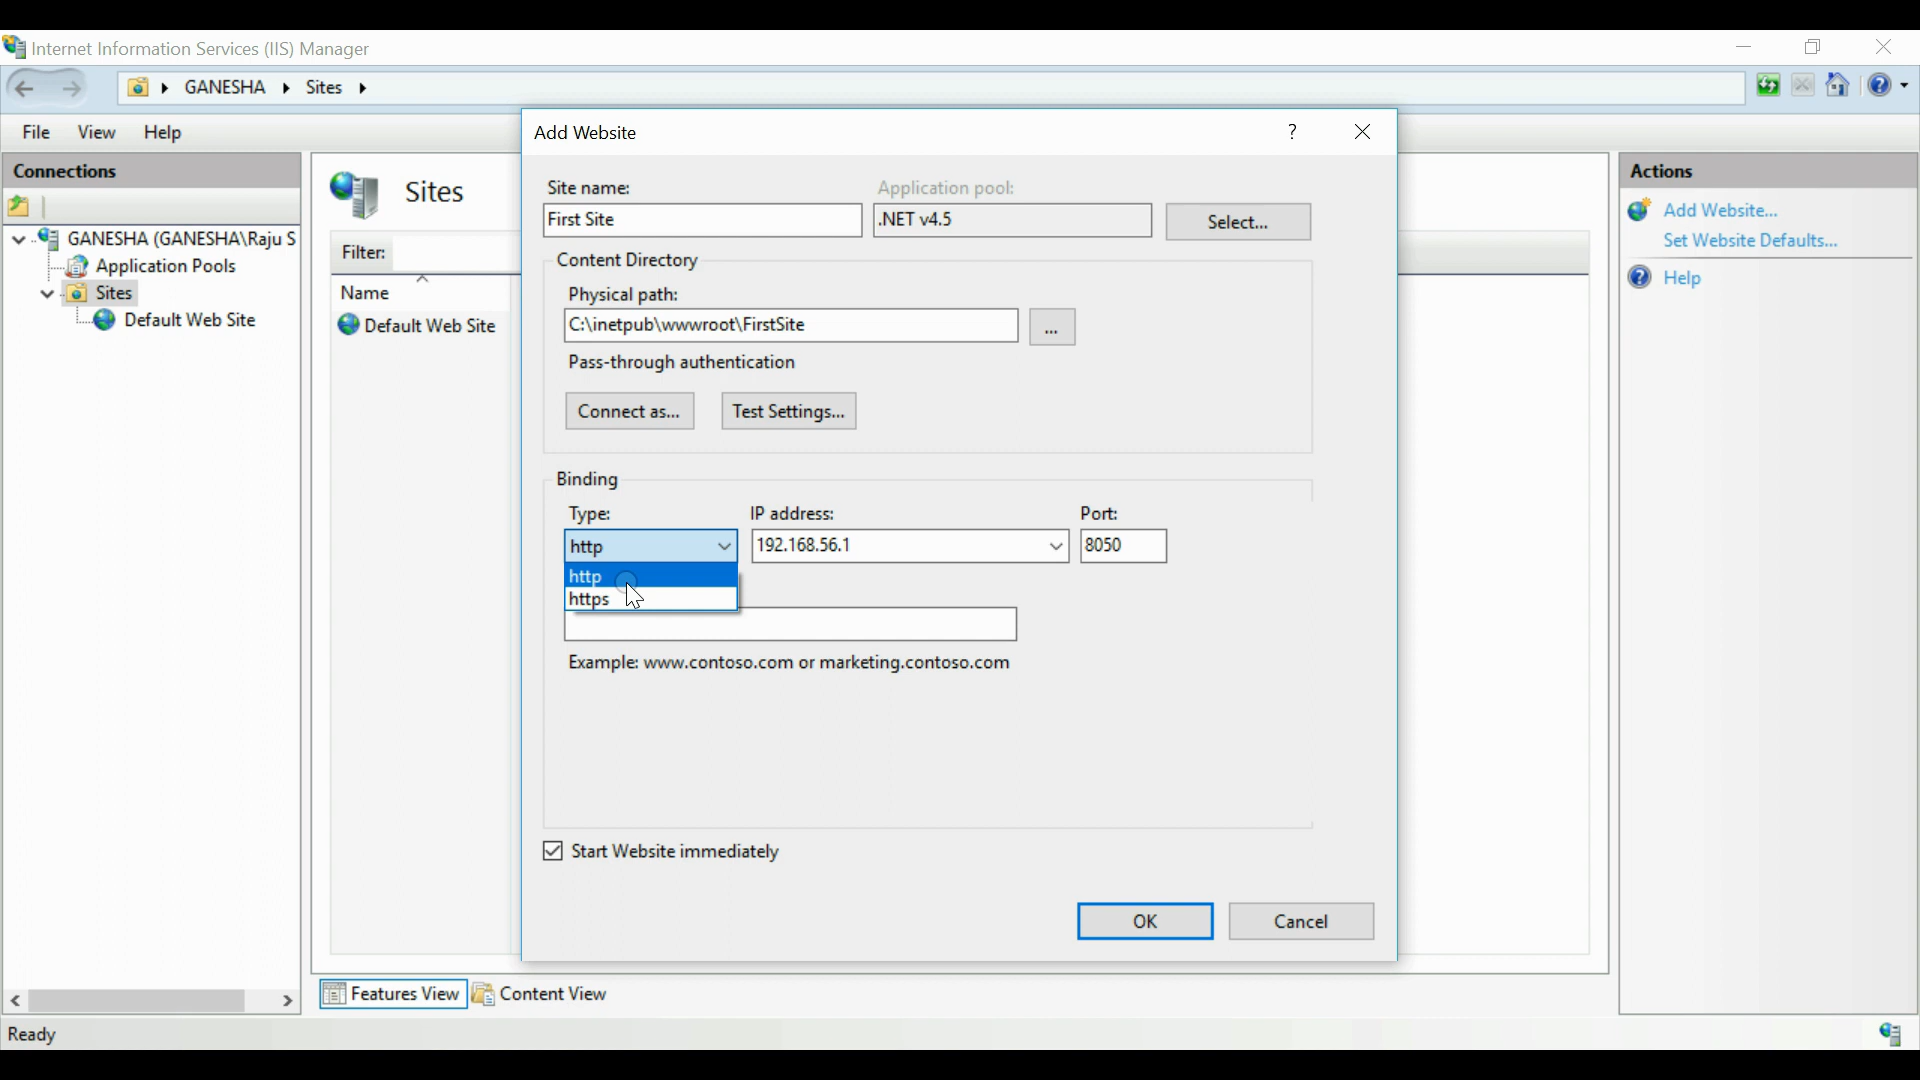 Internet Information Services (IIS) Manager
GANESHA Sites
File View Help
Connections
GANESHA (GANESHA\Raju S
Application Pools
Sites
Default Web Site
Sites
Filter:
Name
Default Web Site
Features View Content View
Add Website
?
Site name: Application pool:
First Site .NET v4.5 Select...
Content Directory
Physical path:
C:\inetpub\wwwroot\FirstSite ...
Pass-through authentication
Connect as... Test Settings...
Binding
Type: IP address: Port:
http 192.168.56.1 8050
http
https
Example: www.contoso.com or marketing.contoso.com
Start Website immediately
OK Cancel
Actions
Add Website...
Set Website Defaults...
Help
Ready